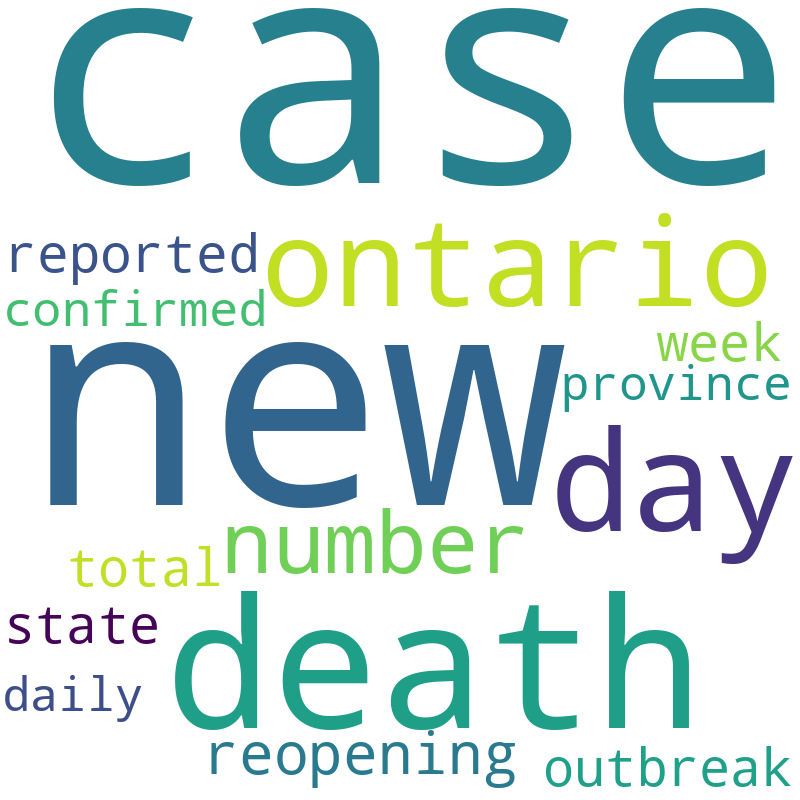 case
reported
ontario
confirmed
new
week
province
day
number
total
death
state
daily
reopening
outbreak